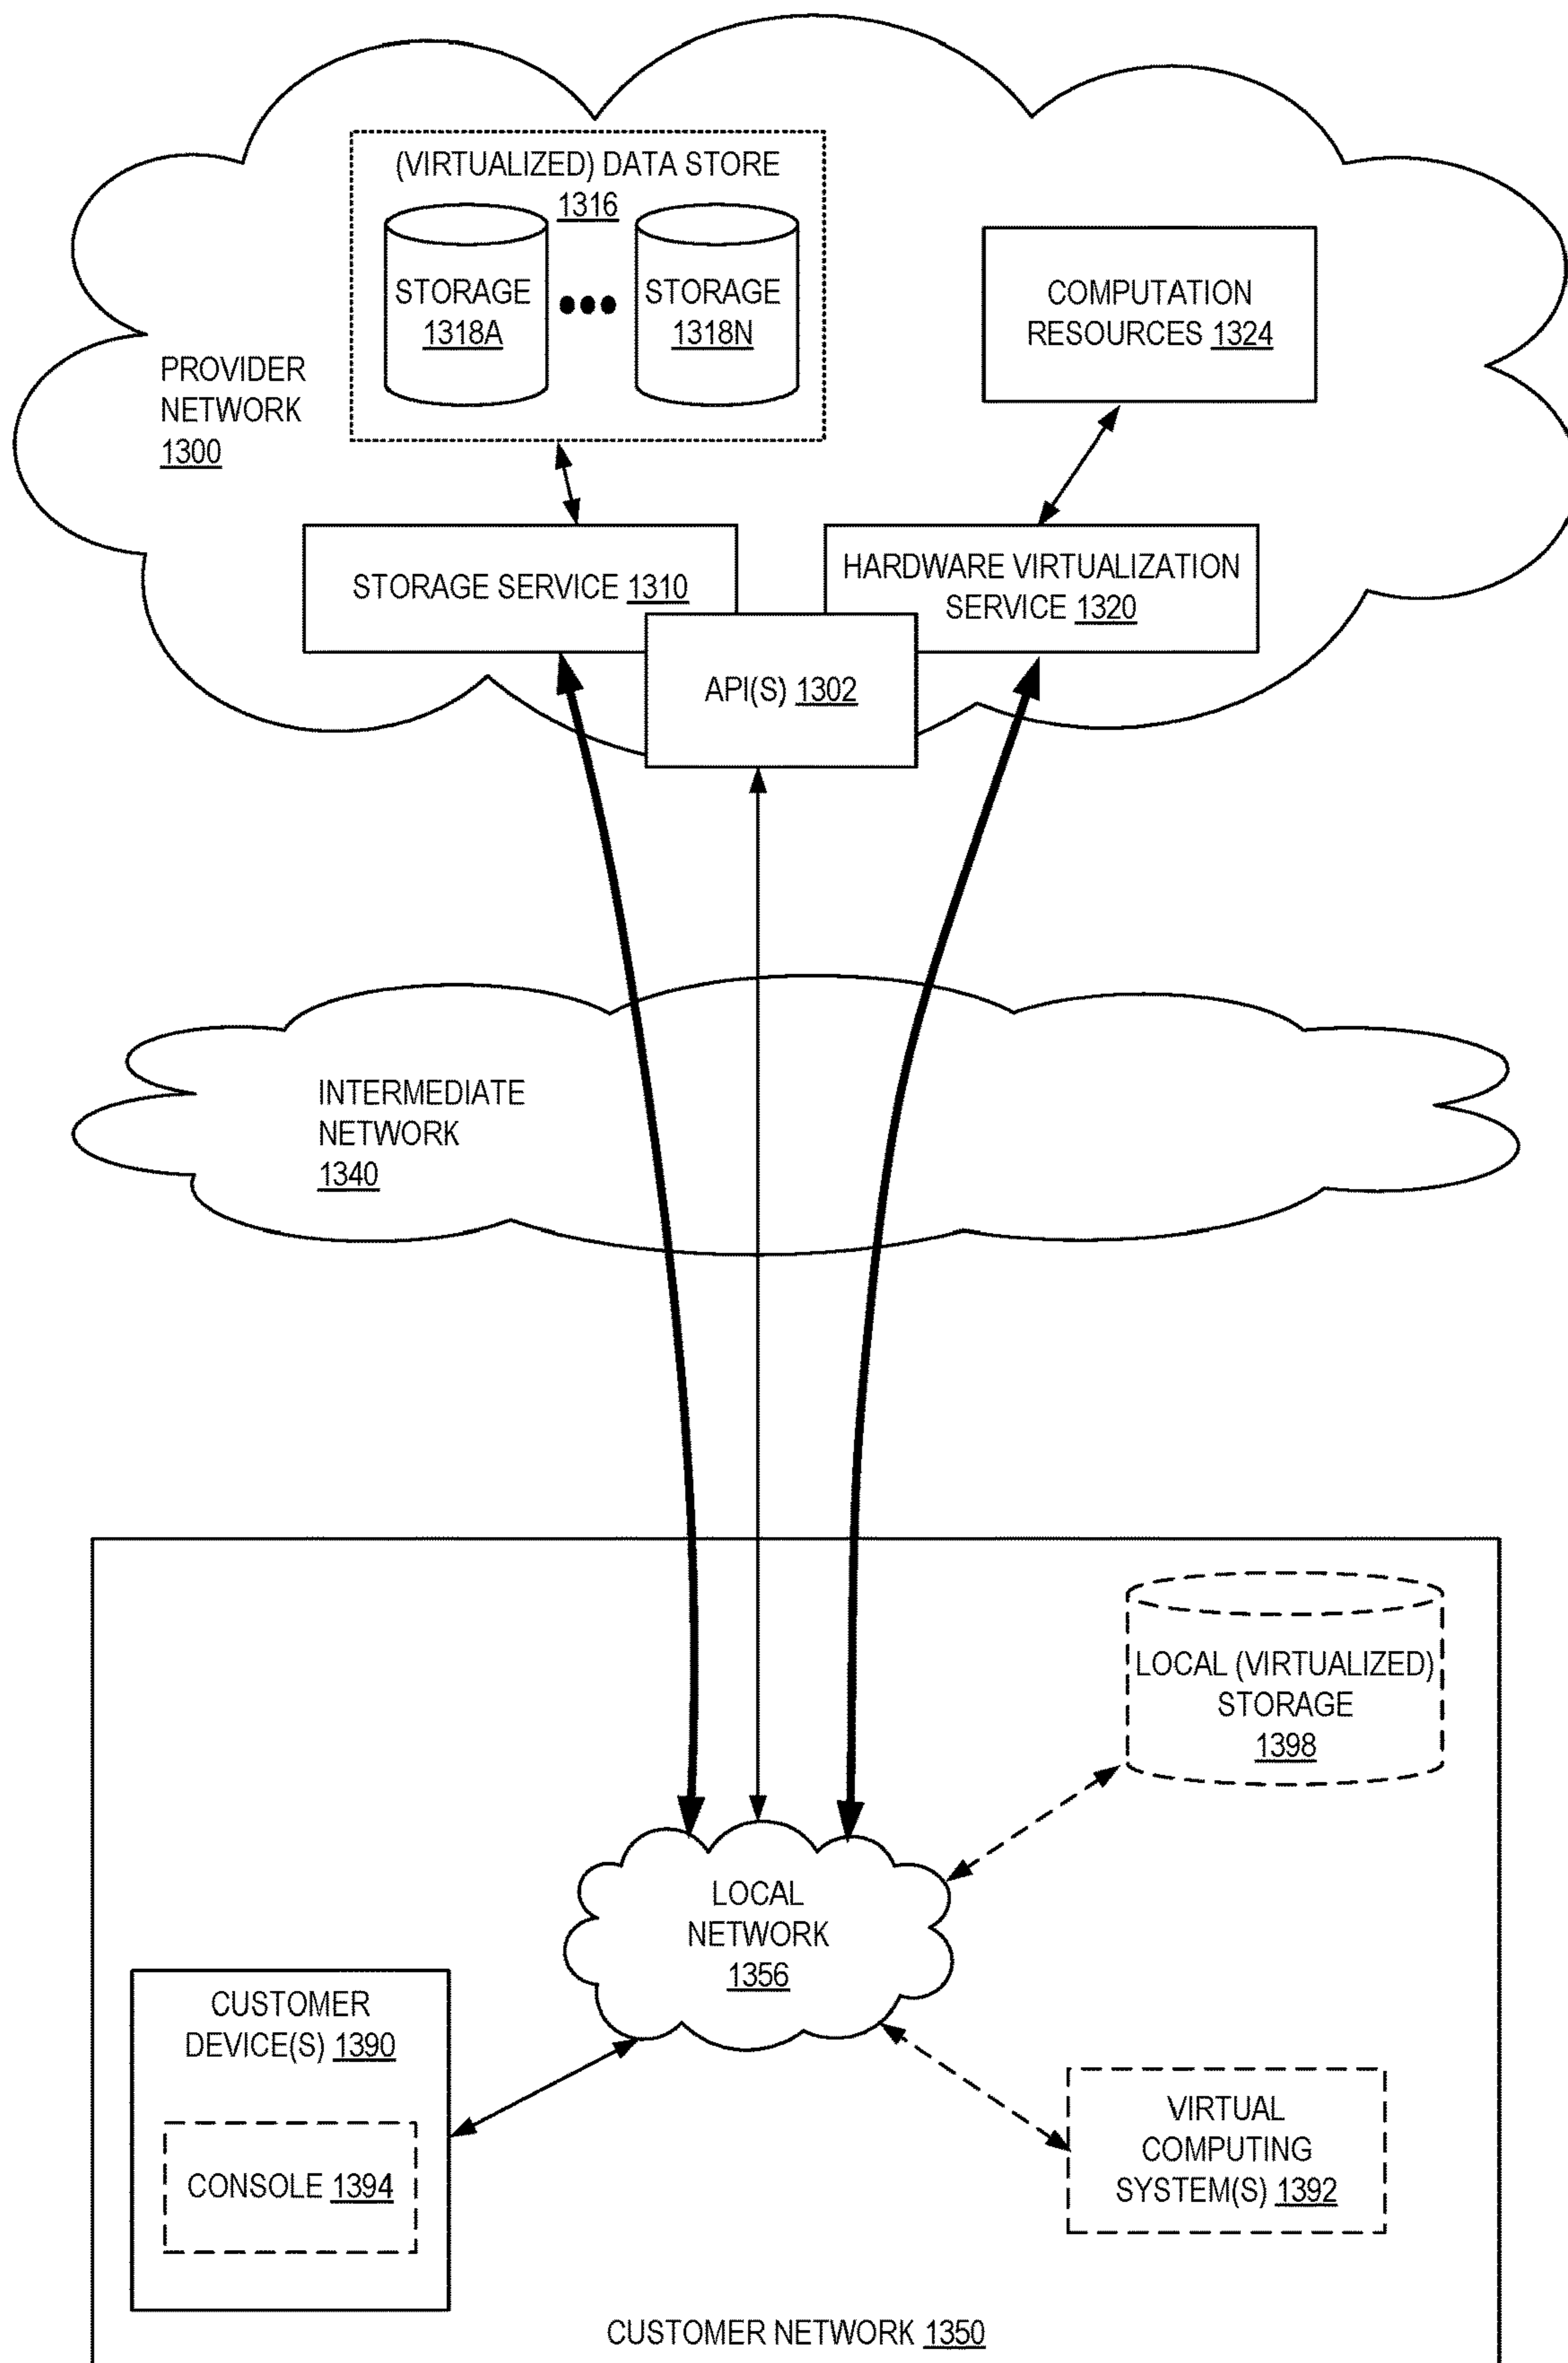 (VIRTUALIZED) DATA STORE
1316
STORAGE
1318A
STORAGE
1318N
COMPUTATION
RESOURCES 1324
PROVIDER
NETWORK
1300
STORAGE SERVICE 1310
HARDWARE VIRTUALIZATION
SERVICE 1320
API(S) 1302
INTERMEDIATE
NETWORK
1340
LOCAL (VIRTUALIZED)
STORAGE
1398
LOCAL
NETWORK
1356
CUSTOMER
DEVICE(S) 1390
CONSOLE 1394
VIRTUAL
COMPUTING
SYSTEM(S) 1392
CUSTOMER NETWORK 1350